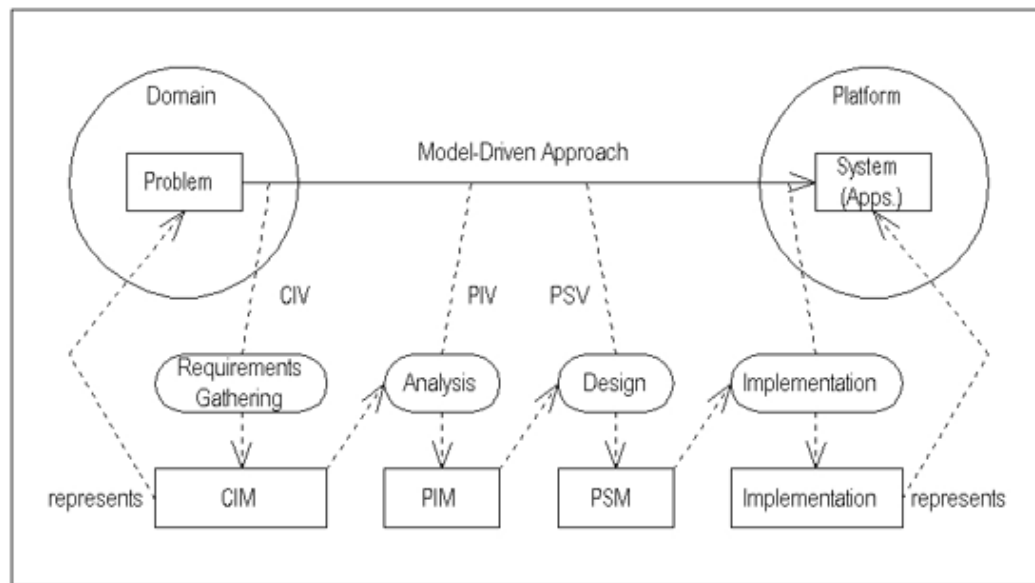 Domain
Platform
Model-Driven Approach
Problem
System
(Apps.)
CIV
PIV
PSV
Requirements
Gathering
Analysis
Design
Implementation
represents
CIM
PIM
PSM
Implementation
represents